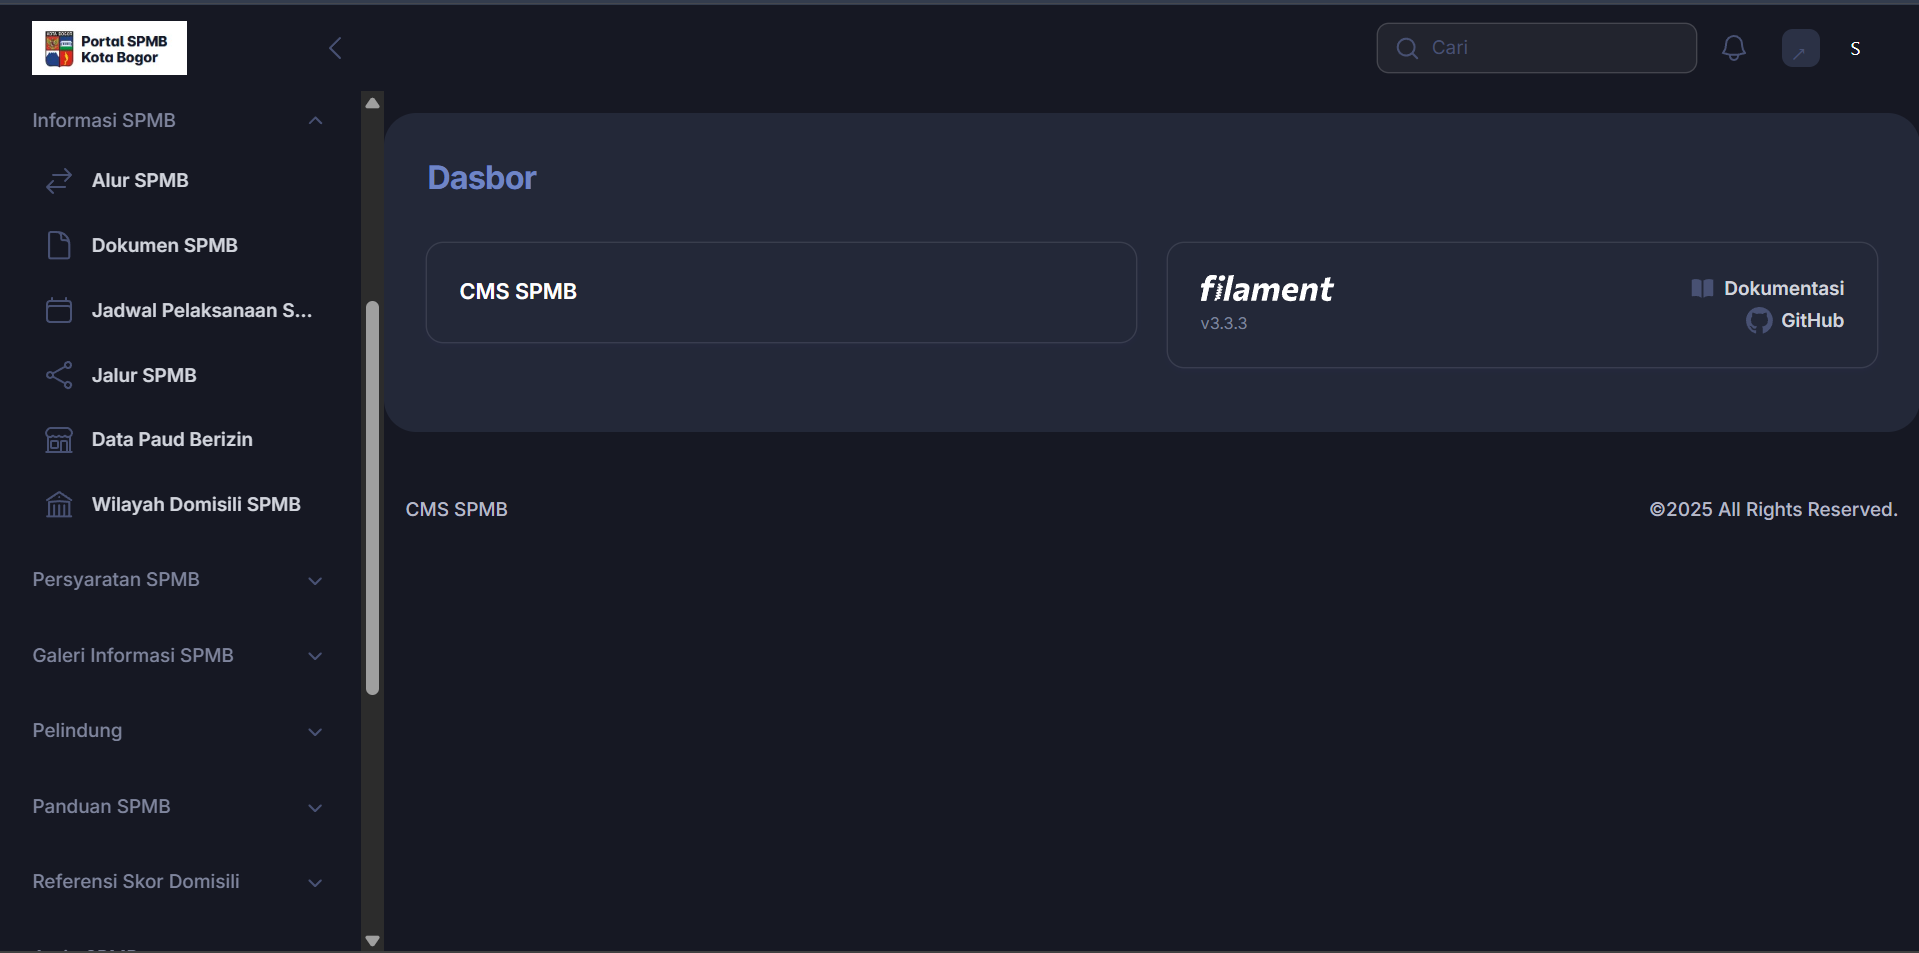 KOTA BOGOR
Portal SPMB
Kota Bogor
Cari
S
Informasi SPMB
Alur SPMB
Dokumen SPMB
Jadwal Pelaksanaan S...
Jalur SPMB
Data Paud Berizin
Wilayah Domisili SPMB
Persyaratan SPMB
Galeri Informasi SPMB
Pelindung
Panduan SPMB
Referensi Skor Domisili
Dasbor
CMS SPMB
filament
v3.3.3
Dokumentasi
GitHub
CMS SPMB
©2025 All Rights Reserved.